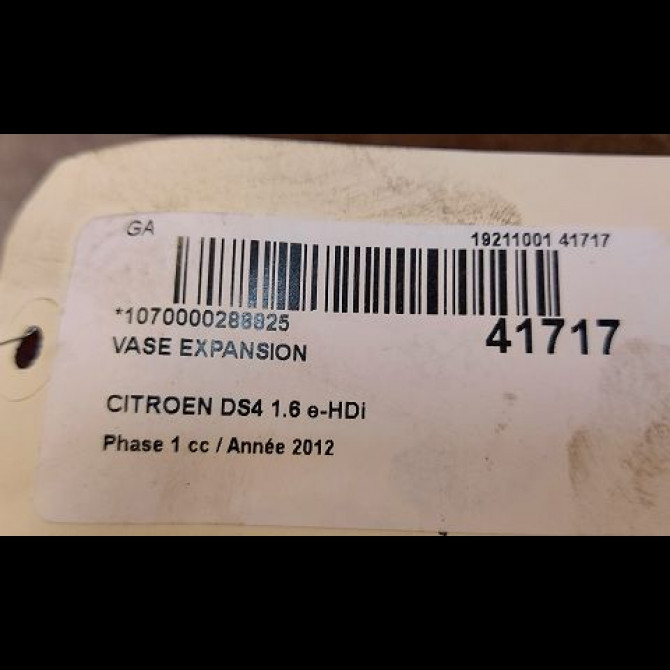 GA
19211001 41717
*1070000288825
41717
VASE EXPANSION
CITROEN DS4 1.6 e-HDi
Phase 1 cc / Année 2012